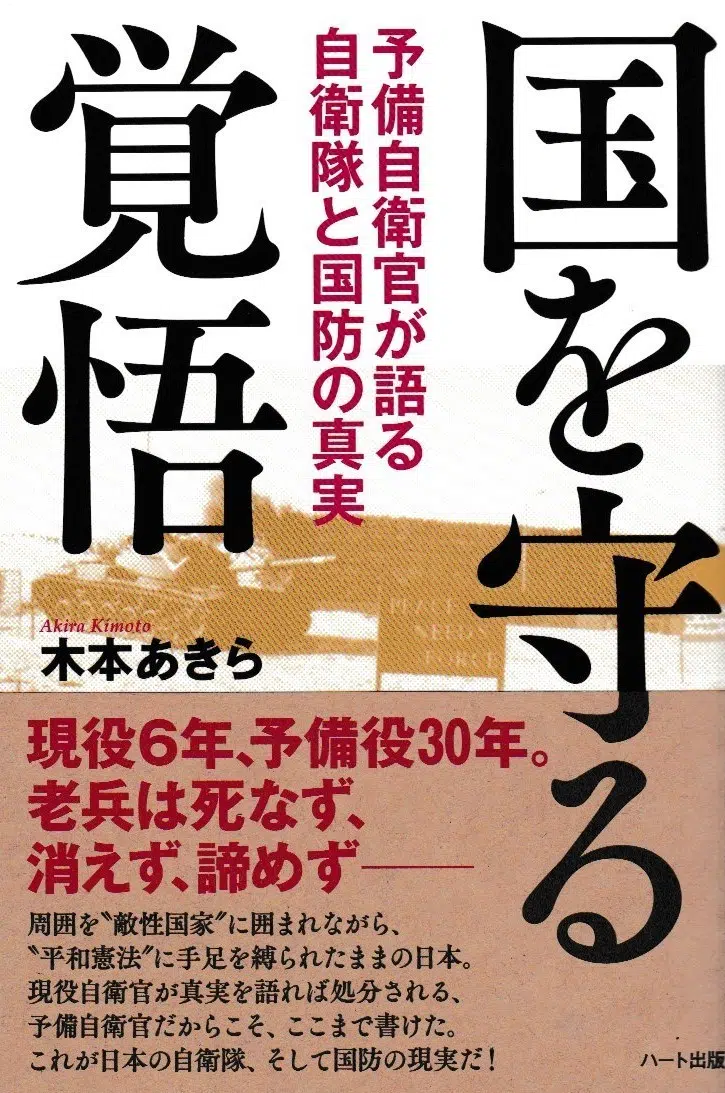 国を守る
覚悟
予備自衛官が語る
自衛隊と国防の真実
Akira Kimoto
木本あきら
PEACE
NEED
FORCE
現役6年、予備役30年。
老兵は死なず、
消えず、諦めず――
周囲を〝敵性国家〟に囲まれながら、
〝平和憲法〟に手足を縛られたままの日本。
現役自衛官が真実を語れば処分される、
予備自衛官だからこそ、ここまで書けた。
これが日本の自衛隊、そして国防の現実だ!
ハート出版